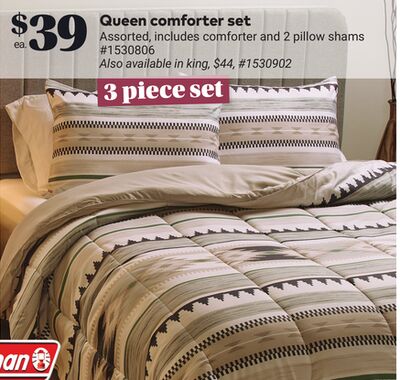 $39
ea.
Queen comforter set
Assorted, includes comforter and 2 pillow shams
#1530806
Also available in king, $44, #1530902
3 piece set
man